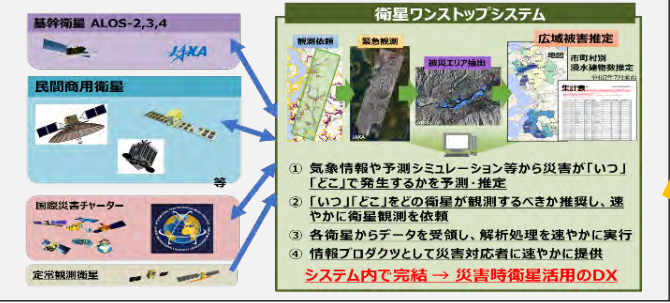 基幹衛星 ALOS-2,3,4
JAXA
民間商用衛星
等
国際災害チャーター
定常観測衛星
衛星ワンストップシステム
観測依頼
緊急観測
被災エリア抽出
広域被害推定
地図
市町村別
浸水建物数推定
令和2年7月豪雨
集計表
JAXA
① 気象情報や予測シミュレーション等から災害が「いつ」
「どこ」で発生するかを予測・推定
② 「いつ」「どこ」をどの衛星が観測するべきか推奨し、速
やかに衛星観測を依頼
③ 各衛星からデータを受領し、解析処理を速やかに実行
④ 情報プロダクツとして災害対応者に速やかに提供
システム内で完結 → 災害時衛星活用のDX